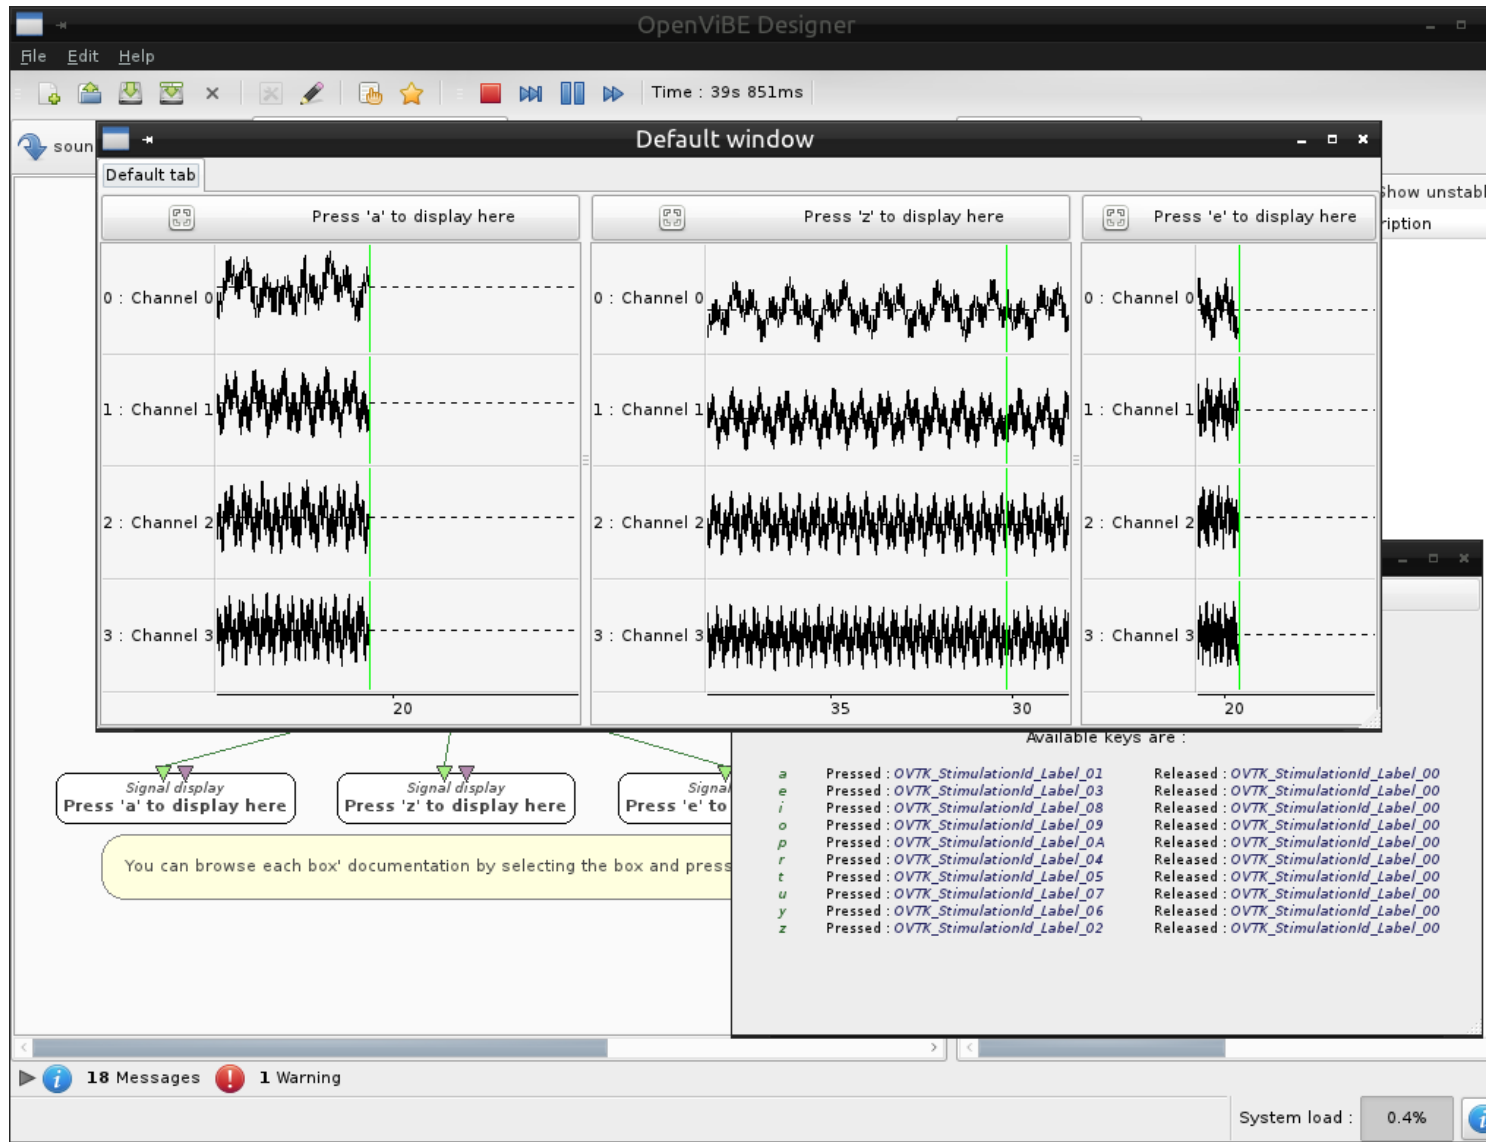 OpenViBE Designer
File Edit Help
Time : 39s 851ms
soun
Default window
Default tab
Show unstabl
ription
Press 'a' to display here
Press 'z' to display here
Press 'e' to display here
0 : Channel 0
1 : Channel 1
2 : Channel 2
3 : Channel 3
20
0 : Channel 0
1 : Channel 1
2 : Channel 2
3 : Channel 3
35 30
0 : Channel 0
1 : Channel 1
2 : Channel 2
3 : Channel 3
20
Signal display
Press 'a' to display here
Signal display
Press 'z' to display here
Signal
Press 'e' to
You can browse each box' documentation by selecting the box and press
Available keys are :
a Pressed : OVTK_StimulationId_Label_01 Released : OVTK_StimulationId_Label_00
e Pressed : OVTK_StimulationId_Label_03 Released : OVTK_StimulationId_Label_00
i Pressed : OVTK_StimulationId_Label_08 Released : OVTK_StimulationId_Label_00
o Pressed : OVTK_StimulationId_Label_09 Released : OVTK_StimulationId_Label_00
p Pressed : OVTK_StimulationId_Label_0A Released : OVTK_StimulationId_Label_00
r Pressed : OVTK_StimulationId_Label_04 Released : OVTK_StimulationId_Label_00
t Pressed : OVTK_StimulationId_Label_05 Released : OVTK_StimulationId_Label_00
u Pressed : OVTK_StimulationId_Label_07 Released : OVTK_StimulationId_Label_00
y Pressed : OVTK_StimulationId_Label_06 Released : OVTK_StimulationId_Label_00
z Pressed : OVTK_StimulationId_Label_02 Released : OVTK_StimulationId_Label_00
18 Messages 1 Warning
System load : 0.4%